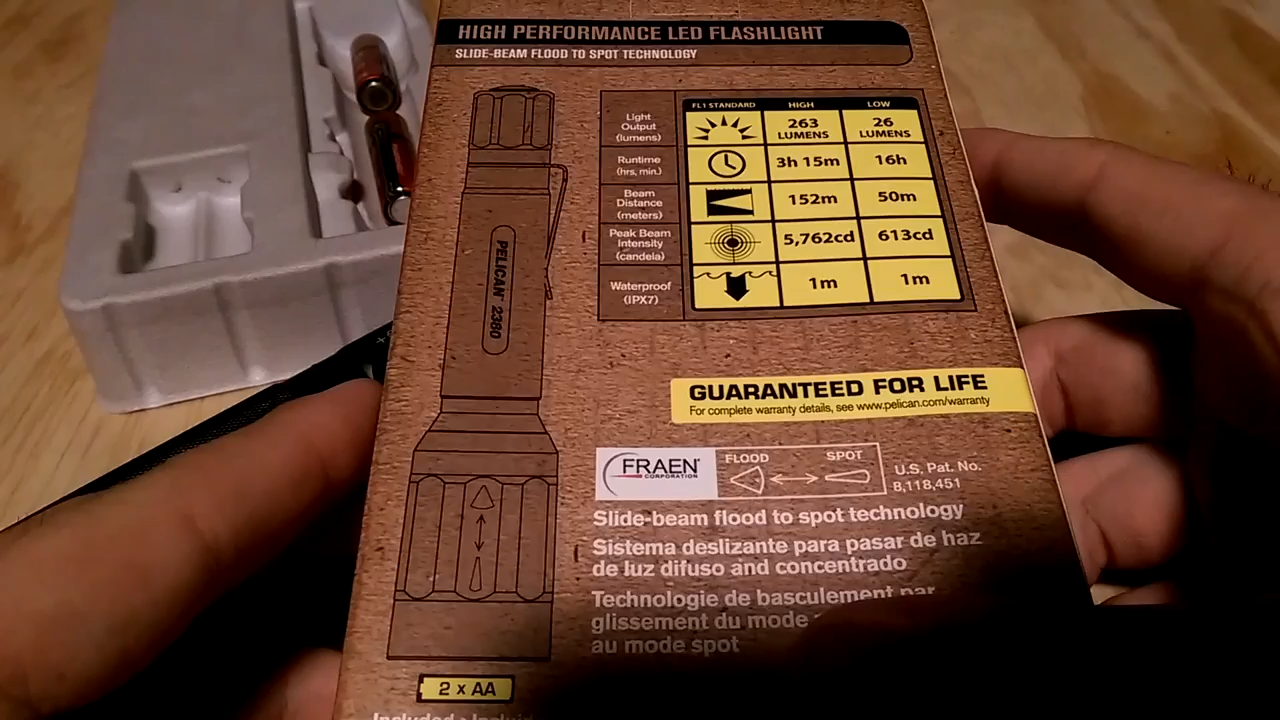 HIGH PERFORMANCE LED FLASHLIGHT
SLIDE-BEAM FLOOD TO SPOT TECHNOLOGY
FL1 STANDARD HIGH LOW
Light Output (lumens) 263 LUMENS 26 LUMENS
Runtime (hrs, min.) 3h 15m 16h
Beam Distance (meters) 152m 50m
Peak Beam Intensity (candela) 5,762cd 613cd
Waterproof (IPX7) 1m 1m
PELICAN™ 2380
GUARANTEED FOR LIFE
For complete warranty details, see www.pelican.com/warranty
FRAEN
CORPORATION
FLOOD SPOT
U.S. Pat. No.
8,118,451
Slide-beam flood to spot technology
Sistema deslizante para pasar de haz
de luz difuso and concentrado
Technologie de basculement par
glissement du mode
au mode spot
2 x AA
Included •